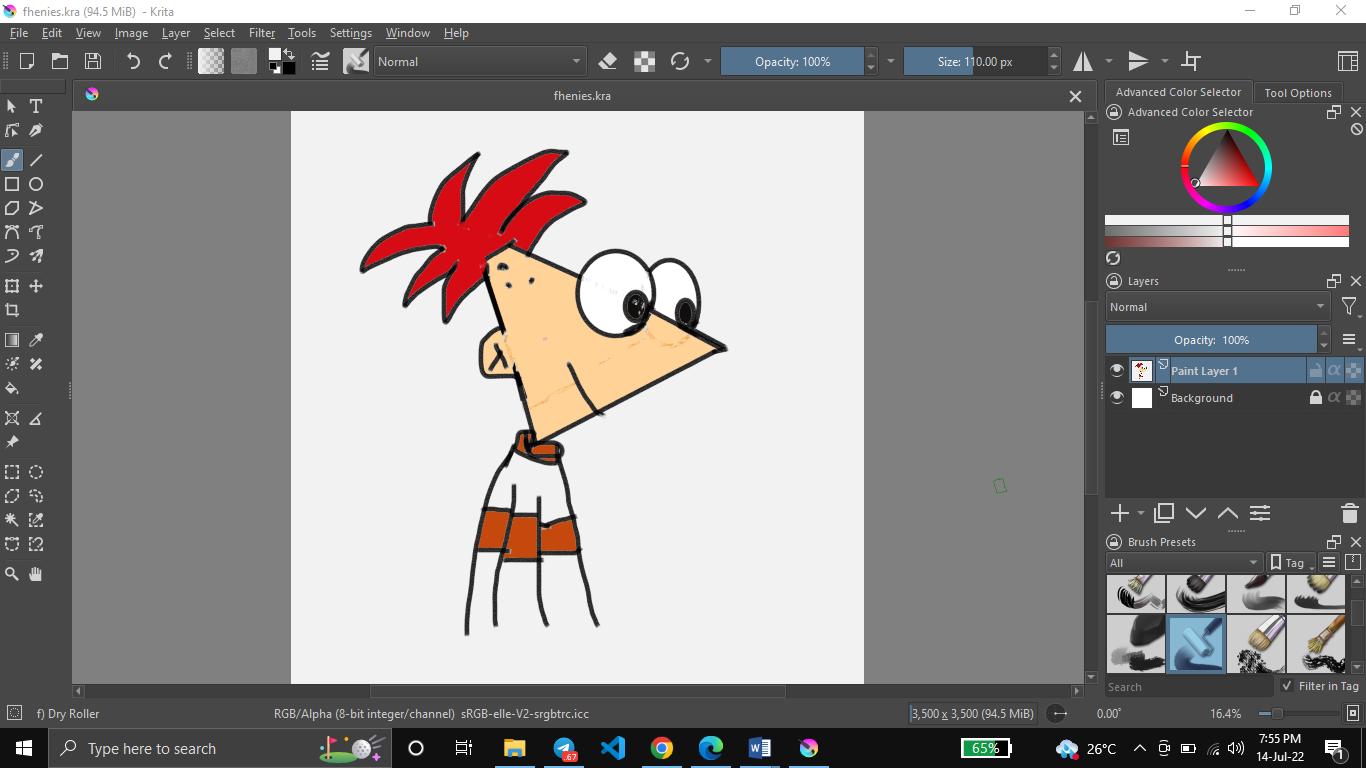 fhenies.kra (94.5 MiB)  - Krita
File Edit View Image Layer Select Filter Tools Settings Window Help
Normal
Opacity: 100%
Size: 110.00 px
fhenies.kra
Advanced Color Selector
Tool Options
Advanced Color Selector
Layers
Normal
Opacity:  100%
Paint Layer 1
Background
Brush Presets
All
Tag
Search
Filter in Tag
f) Dry Roller
RGB/Alpha (8-bit integer/channel)  sRGB-elle-V2-srgbtrc.icc
3,500 x 3,500 (94.5 MiB)
0.00°
16.4%
Type here to search
.67
65%
26°C
7:55 PM
14-Jul-22
1